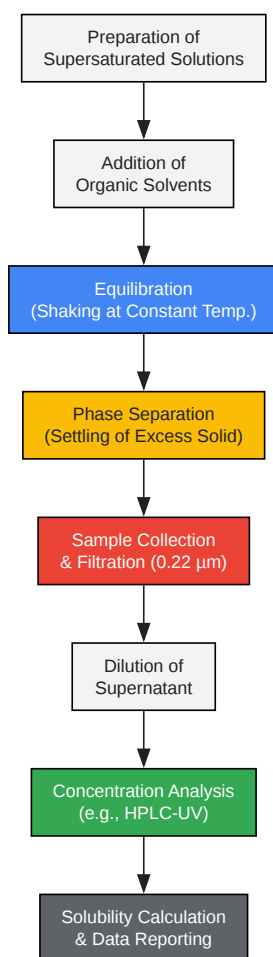 Preparation of
Supersaturated Solutions
Addition of
Organic Solvents
Equilibration
(Shaking at Constant Temp.)
Phase Separation
(Settling of Excess Solid)
Sample Collection
& Filtration (0.22 µm)
Dilution of
Supernatant
Concentration Analysis
(e.g., HPLC-UV)
Solubility Calculation
& Data Reporting